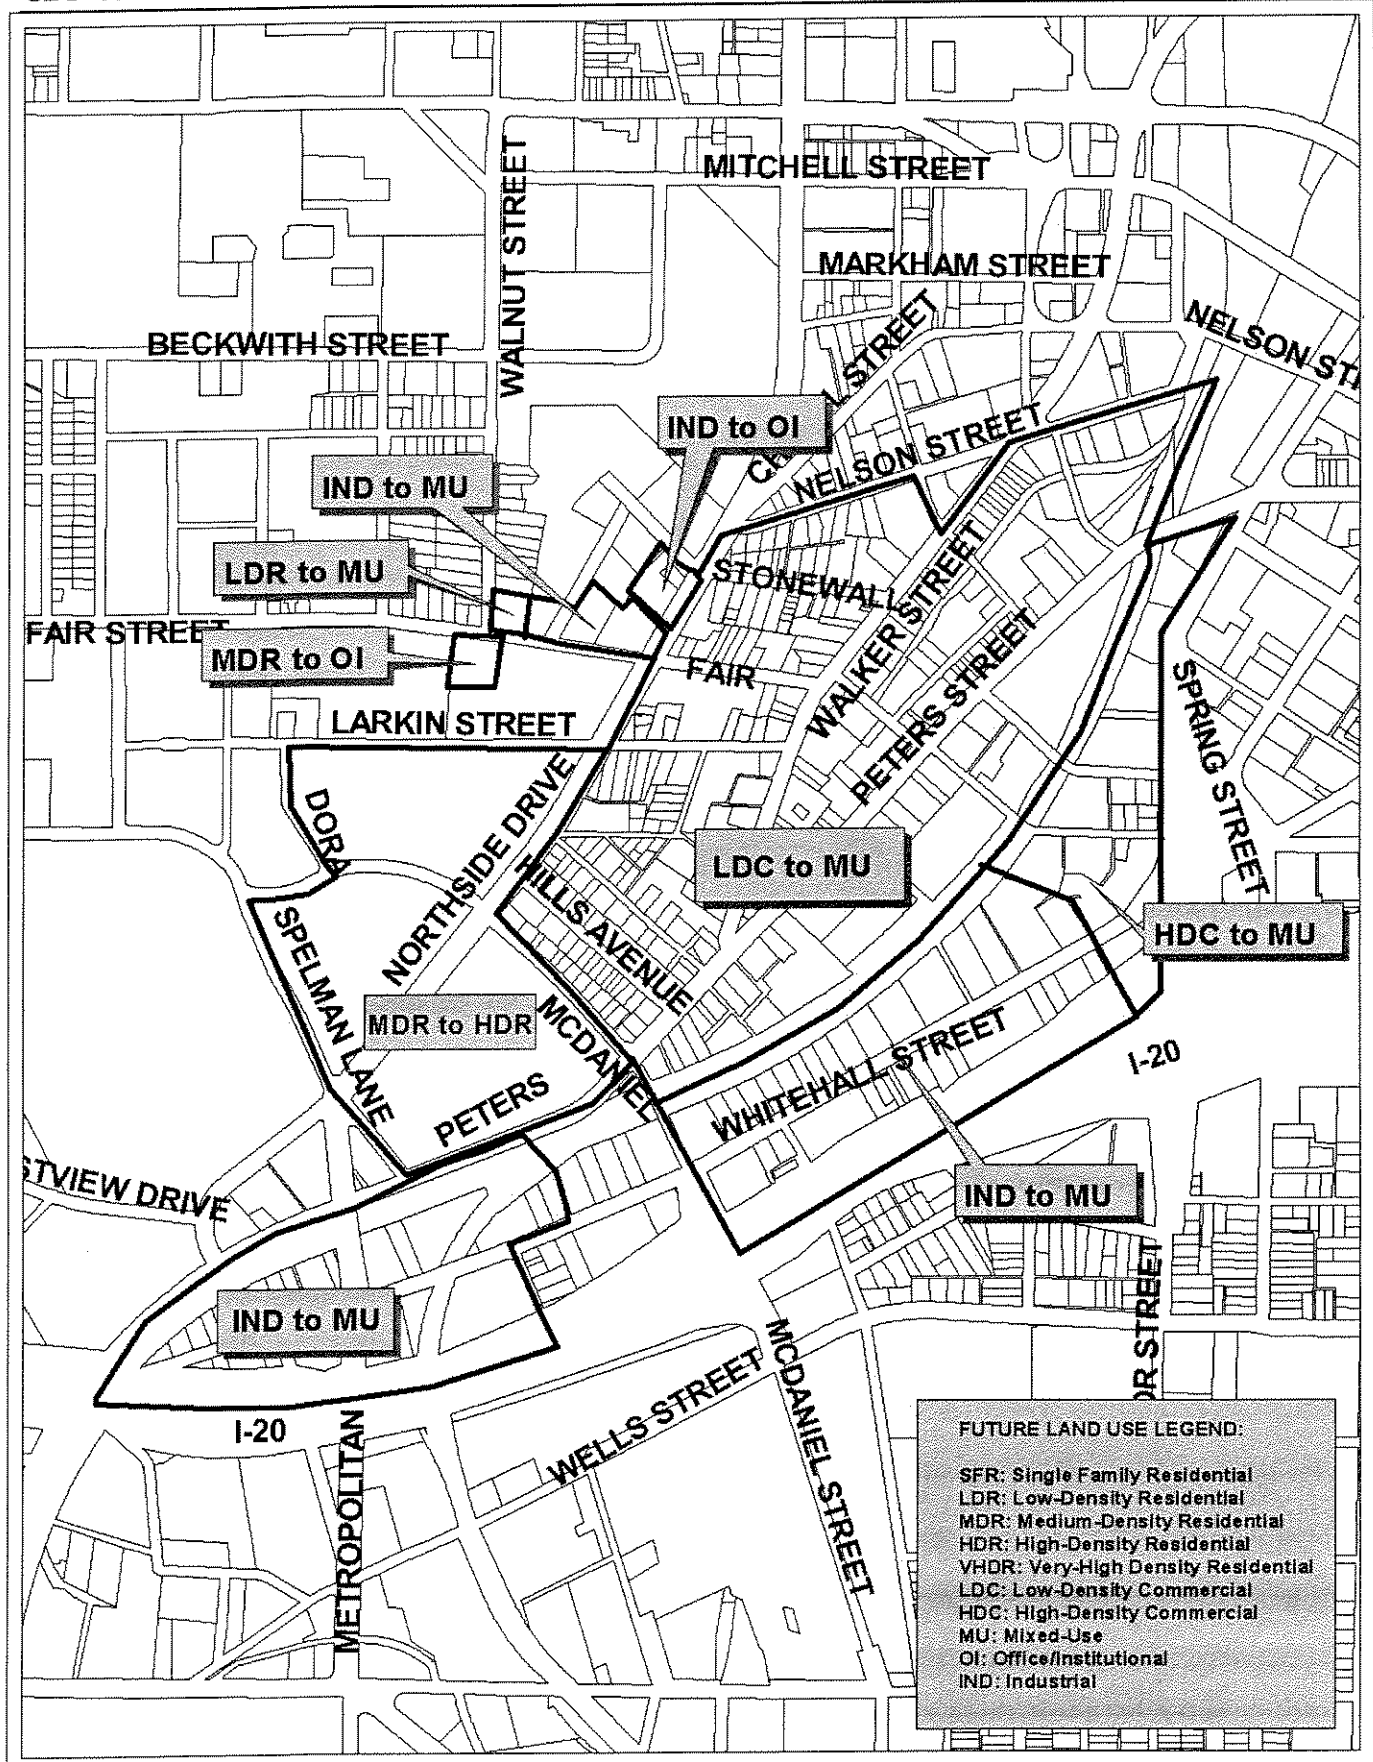 MITCHELL STREET
WALNUT STREET
MARKHAM STREET
NELSON
BECKWITH STREET
STREET
IND to OI
NELSON STREET
IND to MU
LDR to MU
STONEWALL
FAIR STREET
MDR to OI
FAIR
WALKER STREET
PETERS STREET
SPRING STREET
LARKIN STREET
DORA
NORTHSIDE DRIVE
LDC to MU
HILLS AVENUE
HDC to MU
SPELMAN LANE
MDR to HDR
MCDANIEL
WHITEHALL STREET
I-20
PETERS
STVIEW DRIVE
IND to MU
IND to MU
OR STREET
MCDANIEL STREET
WELLS STREET
I-20
METROPOLITAN
FUTURE LAND USE LEGEND:
SFR: Single Family Residential
LDR: Low-Density Residential
MDR: Medium-Density Residential
HDR: High-Density Residential
VHDR: Very-High Density Residential
LDC: Low-Density Commercial
HDC: High-Density Commercial
MU: Mixed-Use
OI: Office/Institutional
IND: Industrial